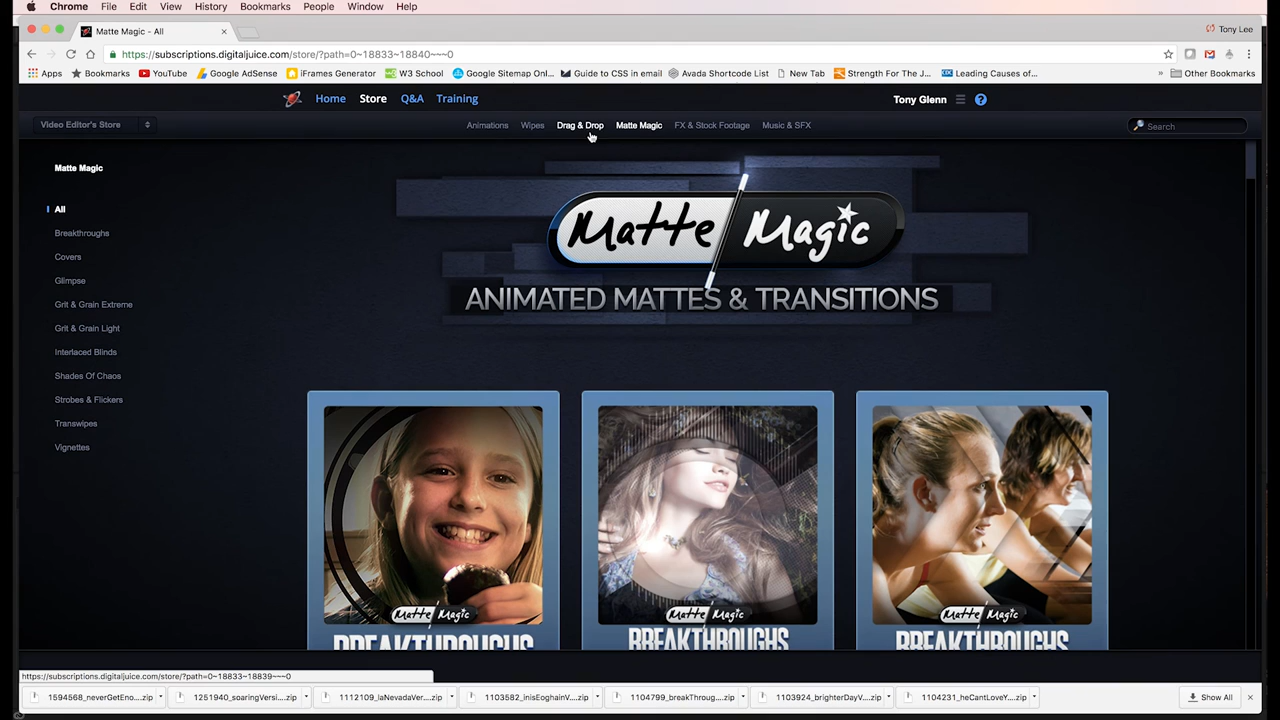 Chrome File Edit View History Bookmarks People Window Help
Matte Magic - All
Tony Lee
https://subscriptions.digitaljuice.com/store/?path=0~18833~18840~~~0
Apps Bookmarks YouTube Google AdSense iFrames Generator W3 School Google Sitemap Onl... Guide to CSS in email Avada Shortcode List New Tab Strength For The J... Leading Causes of... » Other Bookmarks
Home Store Q&A Training
Tony Glenn
Video Editor's Store
Animations Wipes Drag & Drop Matte Magic FX & Stock Footage Music & SFX
Search
Matte Magic
All
Breakthroughs
Covers
Glimpse
Grit & Grain Extreme
Grit & Grain Light
Interlaced Blinds
Shades Of Chaos
Strobes & Flickers
Transwipes
Vignettes
Matte Magic
ANIMATED MATTES & TRANSITIONS
Matte Magic
BREAKTHROUGHS
Matte Magic
BREAKTHROUGHS
Matte Magic
BREAKTHROUGHS
https://subscriptions.digitaljuice.com/store/?path=0~18833~18839~~~0
1594568_neverGetEno....zip 1251940_soaringVersi....zip 1112109_laNevadaVer....zip 1103582_inisEoghainV....zip 1104799_breakThroug....zip 1103924_brighterDayV....zip 1104231_heCantLoveY....zip Show All